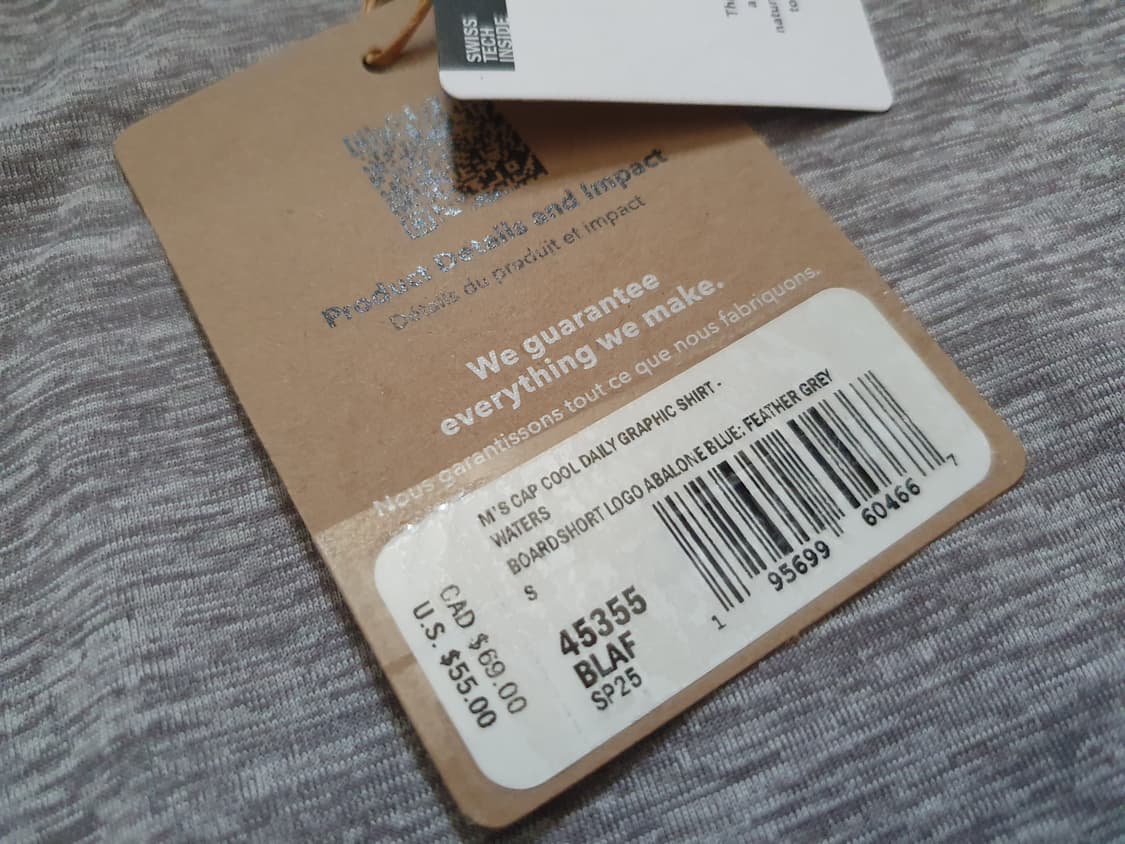 SWISS
TECH
INSIDE
Product Details and Impact
Détails du produit et impact
We guarantee
everything we make.
Nous garantissons tout ce que nous fabriquons.
M'S CAP COOL DAILY GRAPHIC SHIRT -
WATERS
BOARDSHORT LOGO ABALONE BLUE: FEATHER GREY
S
45355
BLAF
SP25
CAD $69.00
U.S. $55.00
1 95699 60466 7